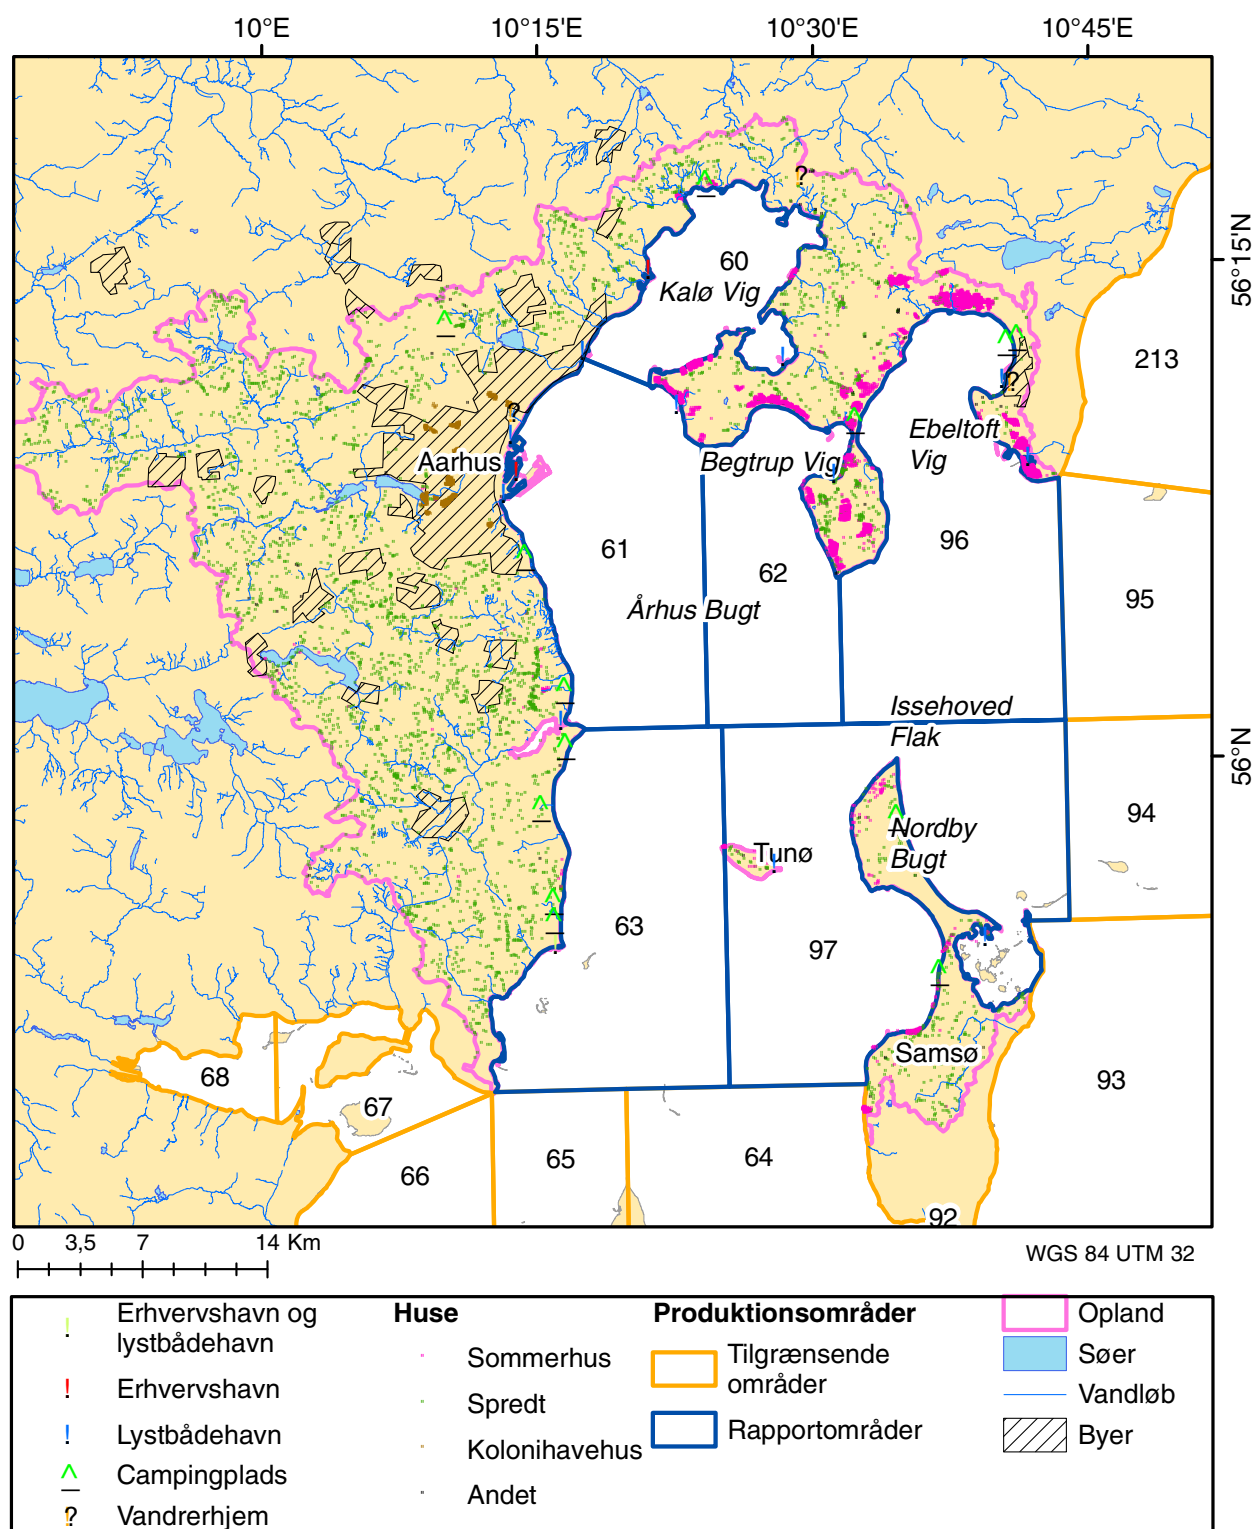 10°E 10°15'E 10°30'E 10°45'E
56°15'N
56°N
60
Kalø Vig
213
Aarhus
Begtrup Vig
Ebeltoft
Vig
61
62
96
95
Århus Bugt
Issehoved
Flak
94
Nordby
Bugt
Tunø
63
97
Samsø
93
68
67
66
65
64
92
0 3,5 7 14 Km
WGS 84 UTM 32
Erhvervshavn og
lystbådehavn
Erhvervshavn
Lystbådehavn
Campingplads
Vandrerhjem
Huse
Sommerhus
Spredt
Kolonihavehus
Andet
Produktionsområder
Tilgrænsende
områder
Rapportområder
Opland
Søer
Vandløb
Byer